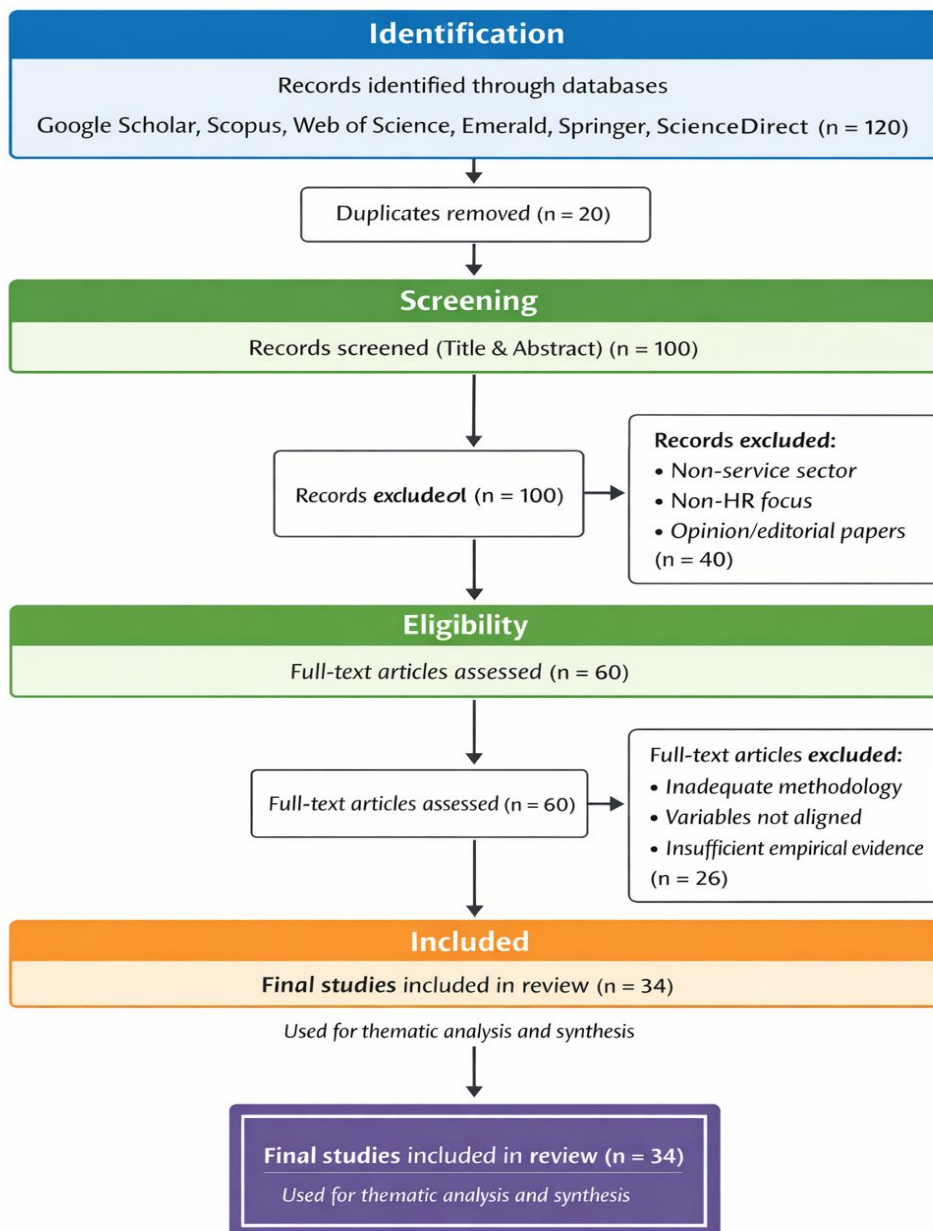 Identification
Records identified through databases
Google Scholar, Scopus, Web of Science, Emerald, Springer, ScienceDirect (n = 120)
Duplicates removed (n = 20)
Screening
Records screened (Title & Abstract) (n = 100)
Records excluded (n = 100)
Records excluded:
• Non-service sector
• Non-HR focus
• Opinion/editorial papers
(n = 40)
Eligibility
Full-text articles assessed (n = 60)
Full-text articles assessed (n = 60)
Full-text articles excluded:
• Inadequate methodology
• Variables not aligned
• Insufficient empirical evidence
(n = 26)
Included
Final studies included in review (n = 34)
Used for thematic analysis and synthesis
Final studies included in review (n = 34)
Used for thematic analysis and synthesis